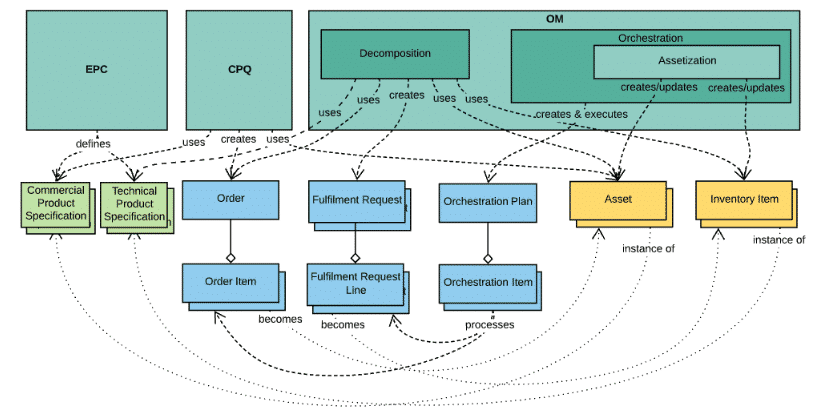 OM
Orchestration
Decomposition
Assetization
EPC
CPQ
creates/updates
creates/updates
creates
uses
uses
uses
uses
creates & executes
defines
uses
creates
uses
Commercial
Product
Specification
Technical
Product
Specification
Order
Fulfilment Request
Orchestration Plan
Asset
Inventory Item
instance of
instance of
Order Item
Fulfilment Request
Line
Orchestration Item
becomes
becomes
processes